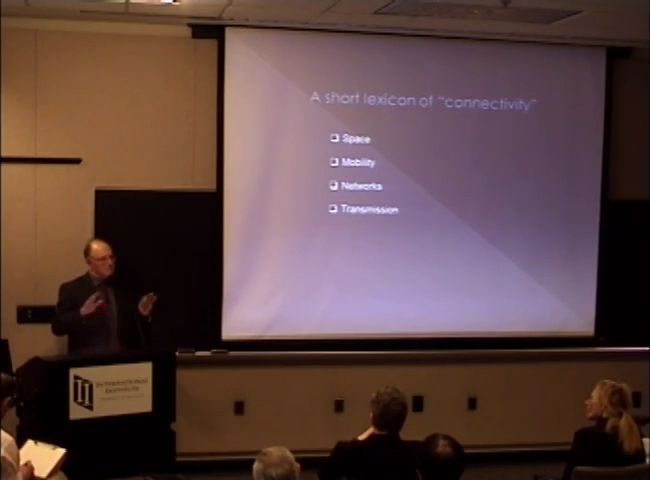 A short lexicon of "connectivity"
❑ Space
❑ Mobility
❑ Networks
❑ Transmission